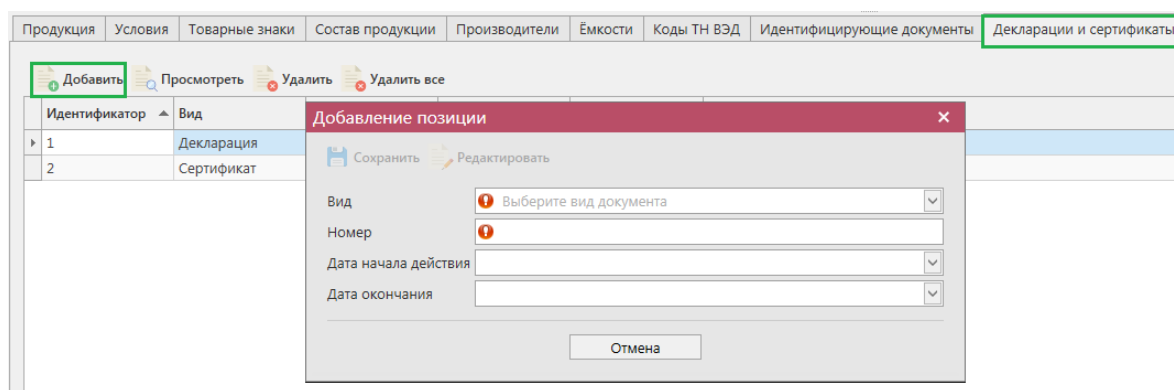 Продукция Условия Товарные знаки Состав продукции Производители Ёмкости Коды ТН ВЭД Идентифицирующие документы Декларации и сертификаты
Добавить Просмотреть Удалить Удалить все
Идентификатор Вид
1 Декларация
2 Сертификат
Добавление позиции
Сохранить Редактировать
Вид Выберите вид документа
Номер
Дата начала действия
Дата окончания
Отмена